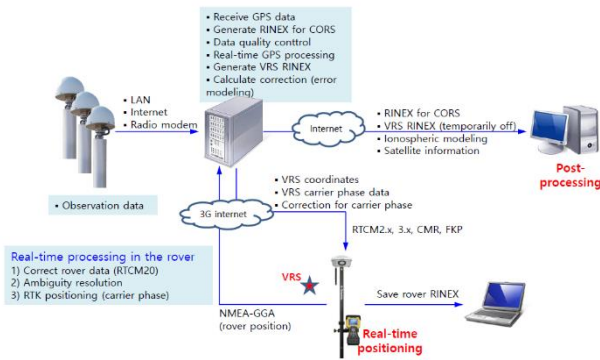 ▪ Receive GPS data
▪ Generate RINEX for CORS
▪ Data quality conttrol
▪ Real-time GPS processing
▪ Generate VRS RINEX
▪ Calculate correction (error
modeling)
▪ LAN
▪ Internet
▪ Radio modem
Internet
▪ RINEX for CORS
▪ VRS RINEX (temporarily off)
▪ Ionospheric modeling
▪ Satellite information
Post-
processing
▪ Observation data
3G internet
▪ VRS coordinates
▪ VRS carrier phase data
▪ Correction for carrier phase
RTCM2.x, 3.x, CMR, FKP
Real-time processing in the rover
1) Correct rover data (RTCM20)
2) Ambiguity resolution
3) RTK positioning (carrier phase)
VRS
NMEA-GGA
(rover position)
Save rover RINEX
Real-time
positioning